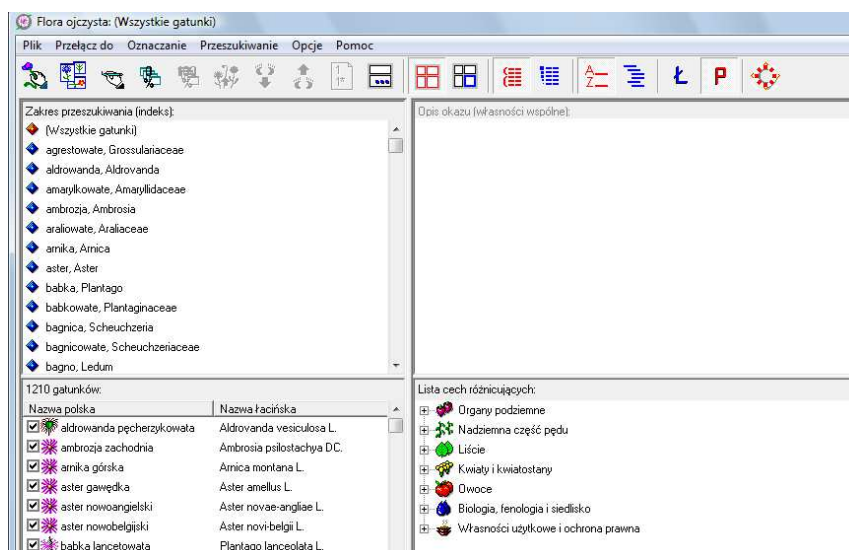 Flora ojczysta: (Wszystkie gatunki)
Plik Przełącz do Oznaczanie Przeszukiwanie Opcje Pomoc
A Z Ł P
Zakres przeszukiwania (indeks):
(Wszystkie gatunki)
agrestowate, Grossulariaceae
aldrowanda, Aldrovanda
amarylkowate, Amaryllidaceae
ambrozja, Ambrosia
araliowate, Araliaceae
arnika, Arnica
aster, Aster
babka, Plantago
babkowate, Plantaginaceae
bagnica, Scheuchzeria
bagnicowate, Scheuchzeriaceae
bagno, Ledum
Opis okazu (własności wspólne):
1210 gatunków:
Nazwa polska Nazwa łacińska
aldrowanda pęcherzykowata Aldrovanda vesiculosa L.
ambrozja zachodnia Ambrosia psilostachya DC.
arnika górska Arnica montana L.
aster gawędka Aster amellus L.
aster nowoangielski Aster novae-angliae L.
aster nowobelgijski Aster novi-belgii L.
babka lancetowata Plantago lanceolata L.
Lista cech różnicujących:
Organy podziemne
Nadziemna część pędu
Liście
Kwiaty i kwiatostany
Owoce
Biologia, fenologia i siedlisko
Własności użytkowe i ochrona prawna